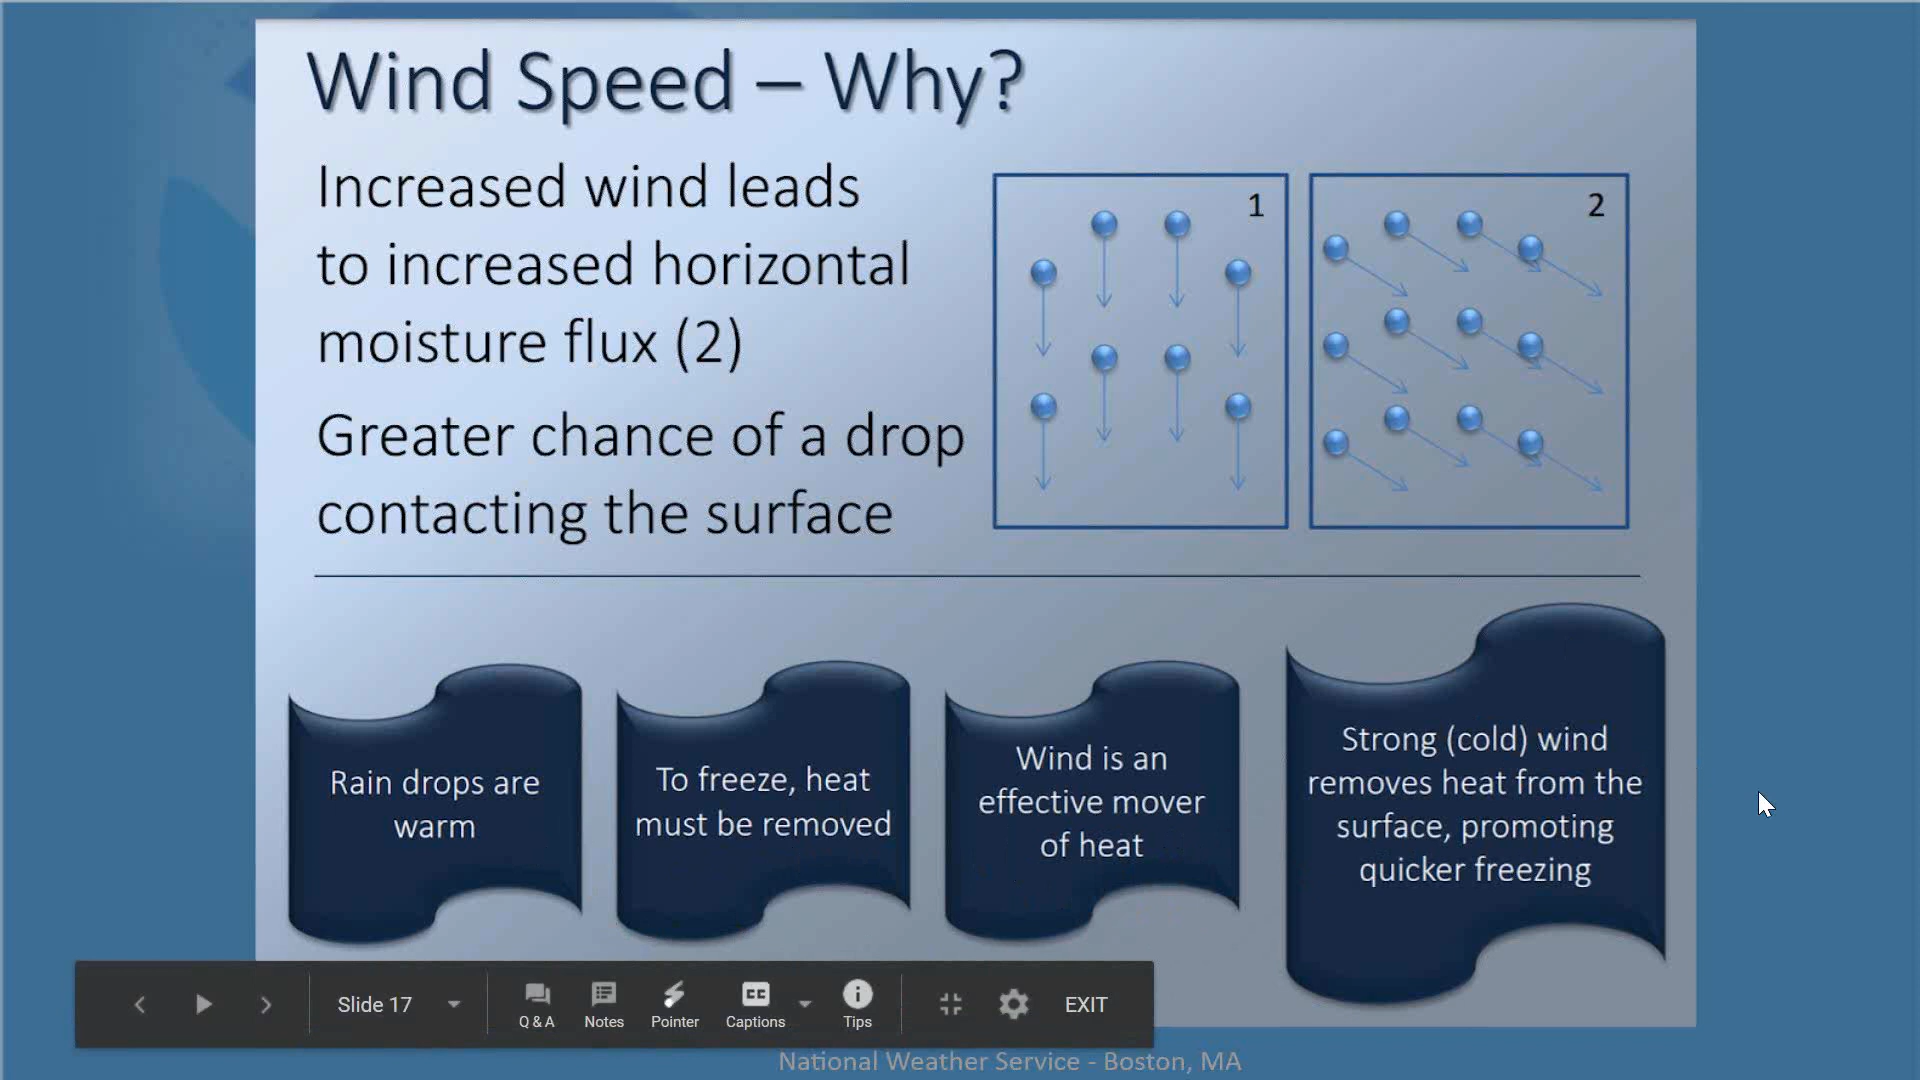 Wind Speed – Why?
Increased wind leads
to increased horizontal
moisture flux (2)
Greater chance of a drop
contacting the surface
1
2
Rain drops are
warm
To freeze, heat
must be removed
Wind is an
effective mover
of heat
Strong (cold) wind
removes heat from the
surface, promoting
quicker freezing
Slide 17
Q & A
Notes
Pointer
CC
Captions
Tips
EXIT
National Weather Service - Boston, MA